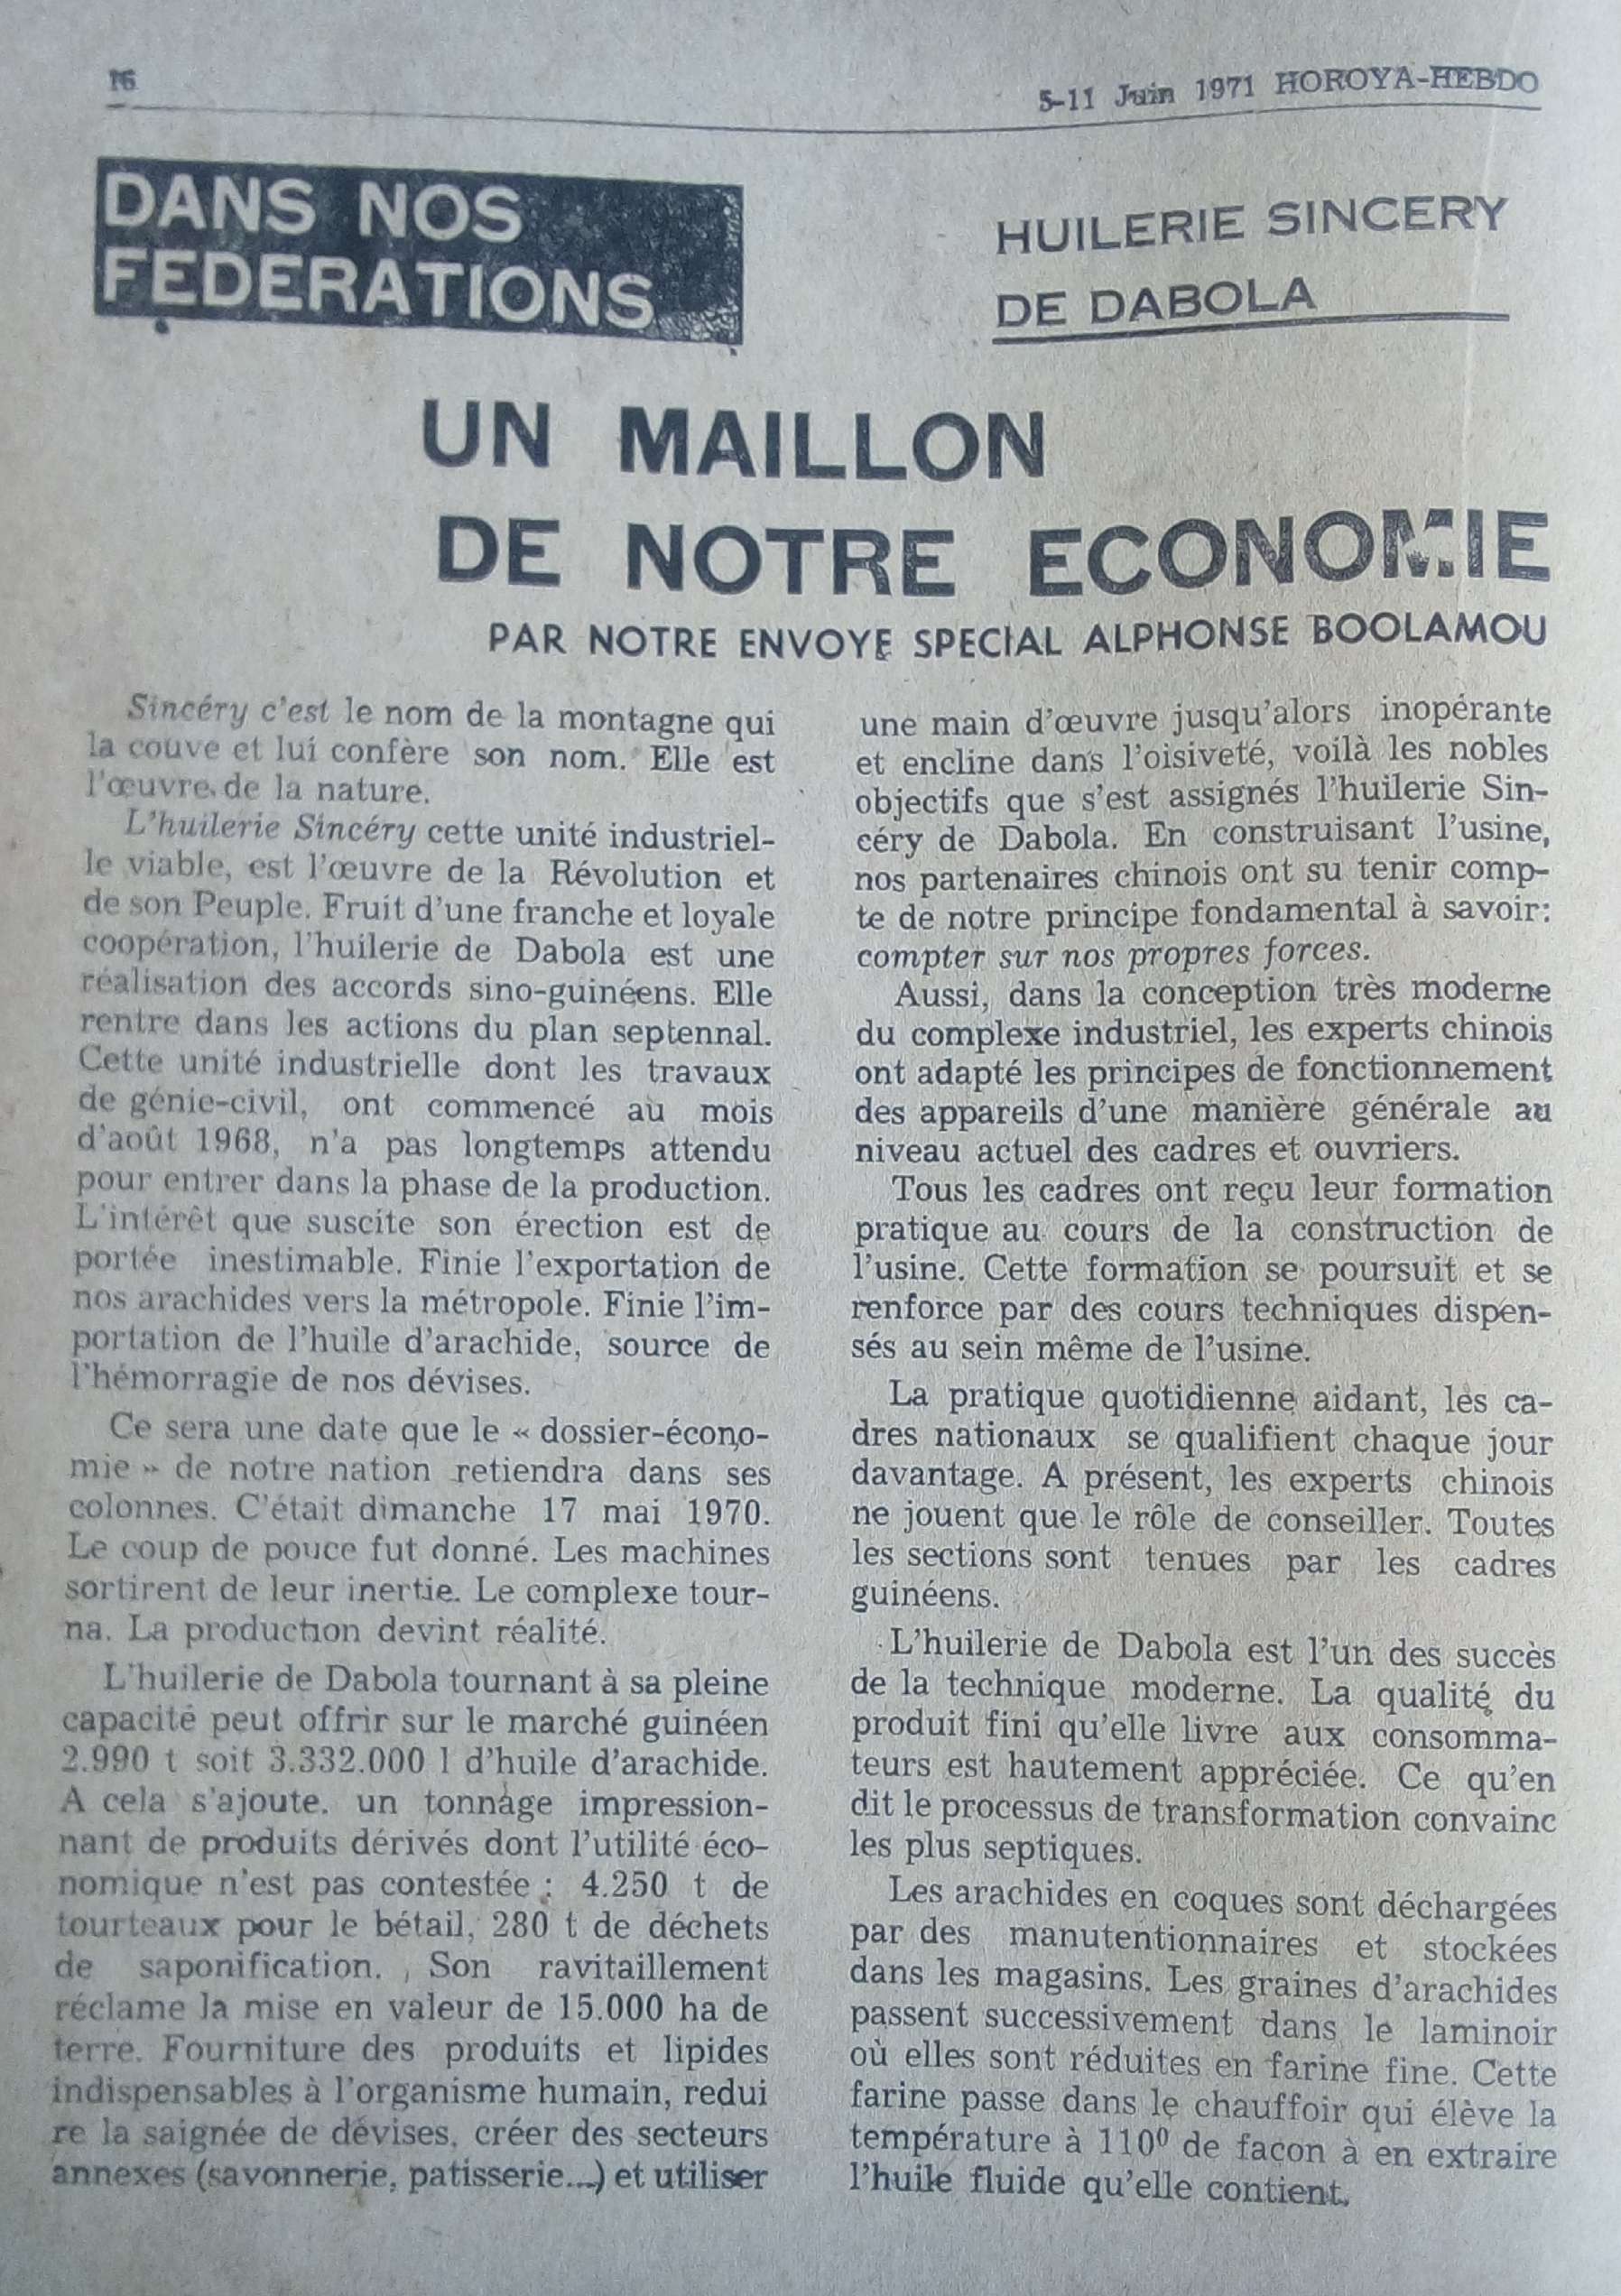 16
5-11 Juin 1971 HOROYA-HEBDO
DANS NOS
FEDERATIONS
HUILERIE SINCERY
DE DABOLA
UN MAILLON
DE NOTRE ECONOMIE
PAR NOTRE ENVOYE SPECIAL ALPHONSE BOOLAMOU
Sincéry c'est le nom de la montagne qui
la couve et lui confère son nom. Elle est
l'œuvre de la nature.
L'huilerie Sincéry cette unité industriel-
le viable, est l'œuvre de la Révolution et
de son Peuple. Fruit d'une franche et loyale
coopération, l'huilerie de Dabola est une
réalisation des accords sino-guinéens. Elle
rentre dans les actions du plan septennal.
Cette unité industrielle dont les travaux
de génie-civil, ont commencé au mois
d'août 1968, n'a pas longtemps attendu
pour entrer dans la phase de la production.
L'intérêt que suscite son érection est de
portée inestimable. Finie l'exportation de
nos arachides vers la métropole. Finie l'im-
portation de l'huile d'arachide, source de
l'hémorragie de nos dévises.
Ce sera une date que le « dossier-écono-
mie » de notre nation retiendra dans ses
colonnes. C'était dimanche 17 mai 1970.
Le coup de pouce fut donné. Les machines
sortirent de leur inertie. Le complexe tour-
na. La production devint réalité.
L'huilerie de Dabola tournant à sa pleine
capacité peut offrir sur le marché guinéen
2.990 t soit 3.332.000 l d'huile d'arachide.
A cela s'ajoute. un tonnage impression-
nant de produits dérivés dont l'utilité éco-
nomique n'est pas contestée : 4.250 t de
tourteaux pour le bétail, 280 t de déchets
de saponification. Son ravitaillement
réclame la mise en valeur de 15.000 ha de
terre. Fourniture des produits et lipides
indispensables à l'organisme humain, redui
re la saignée de dévises, créer des secteurs
annexes (savonnerie, patisserie...) et utiliser
une main d'œuvre jusqu'alors inopérante
et encline dans l'oisiveté, voilà les nobles
objectifs que s'est assignés l'huilerie Sin-
céry de Dabola. En construisant l'usine,
nos partenaires chinois ont su tenir comp-
te de notre principe fondamental à savoir:
compter sur nos propres forces.
Aussi, dans la conception très moderne
du complexe industriel, les experts chinois
ont adapté les principes de fonctionnement
des appareils d'une manière générale au
niveau actuel des cadres et ouvriers.
Tous les cadres ont reçu leur formation
pratique au cours de la construction de
l'usine. Cette formation se poursuit et se
renforce par des cours techniques dispen-
sés au sein même de l'usine.
La pratique quotidienne aidant, les ca-
dres nationaux se qualifient chaque jour
davantage. A présent, les experts chinois
ne jouent que le rôle de conseiller. Toutes
les sections sont tenues par les cadres
guinéens.
L'huilerie de Dabola est l'un des succès
de la technique moderne. La qualité du
produit fini qu'elle livre aux consomma-
teurs est hautement appréciée. Ce qu'en
dit le processus de transformation convainc
les plus septiques.
Les arachides en coques sont déchargées
par des manutentionnaires et stockées
dans les magasins. Les graines d'arachides
passent successivement dans le laminoir
où elles sont réduites en farine fine. Cette
farine passe dans le chauffoir qui élève la
température à 110⁰ de façon à en extraire
l'huile fluide qu'elle contient.